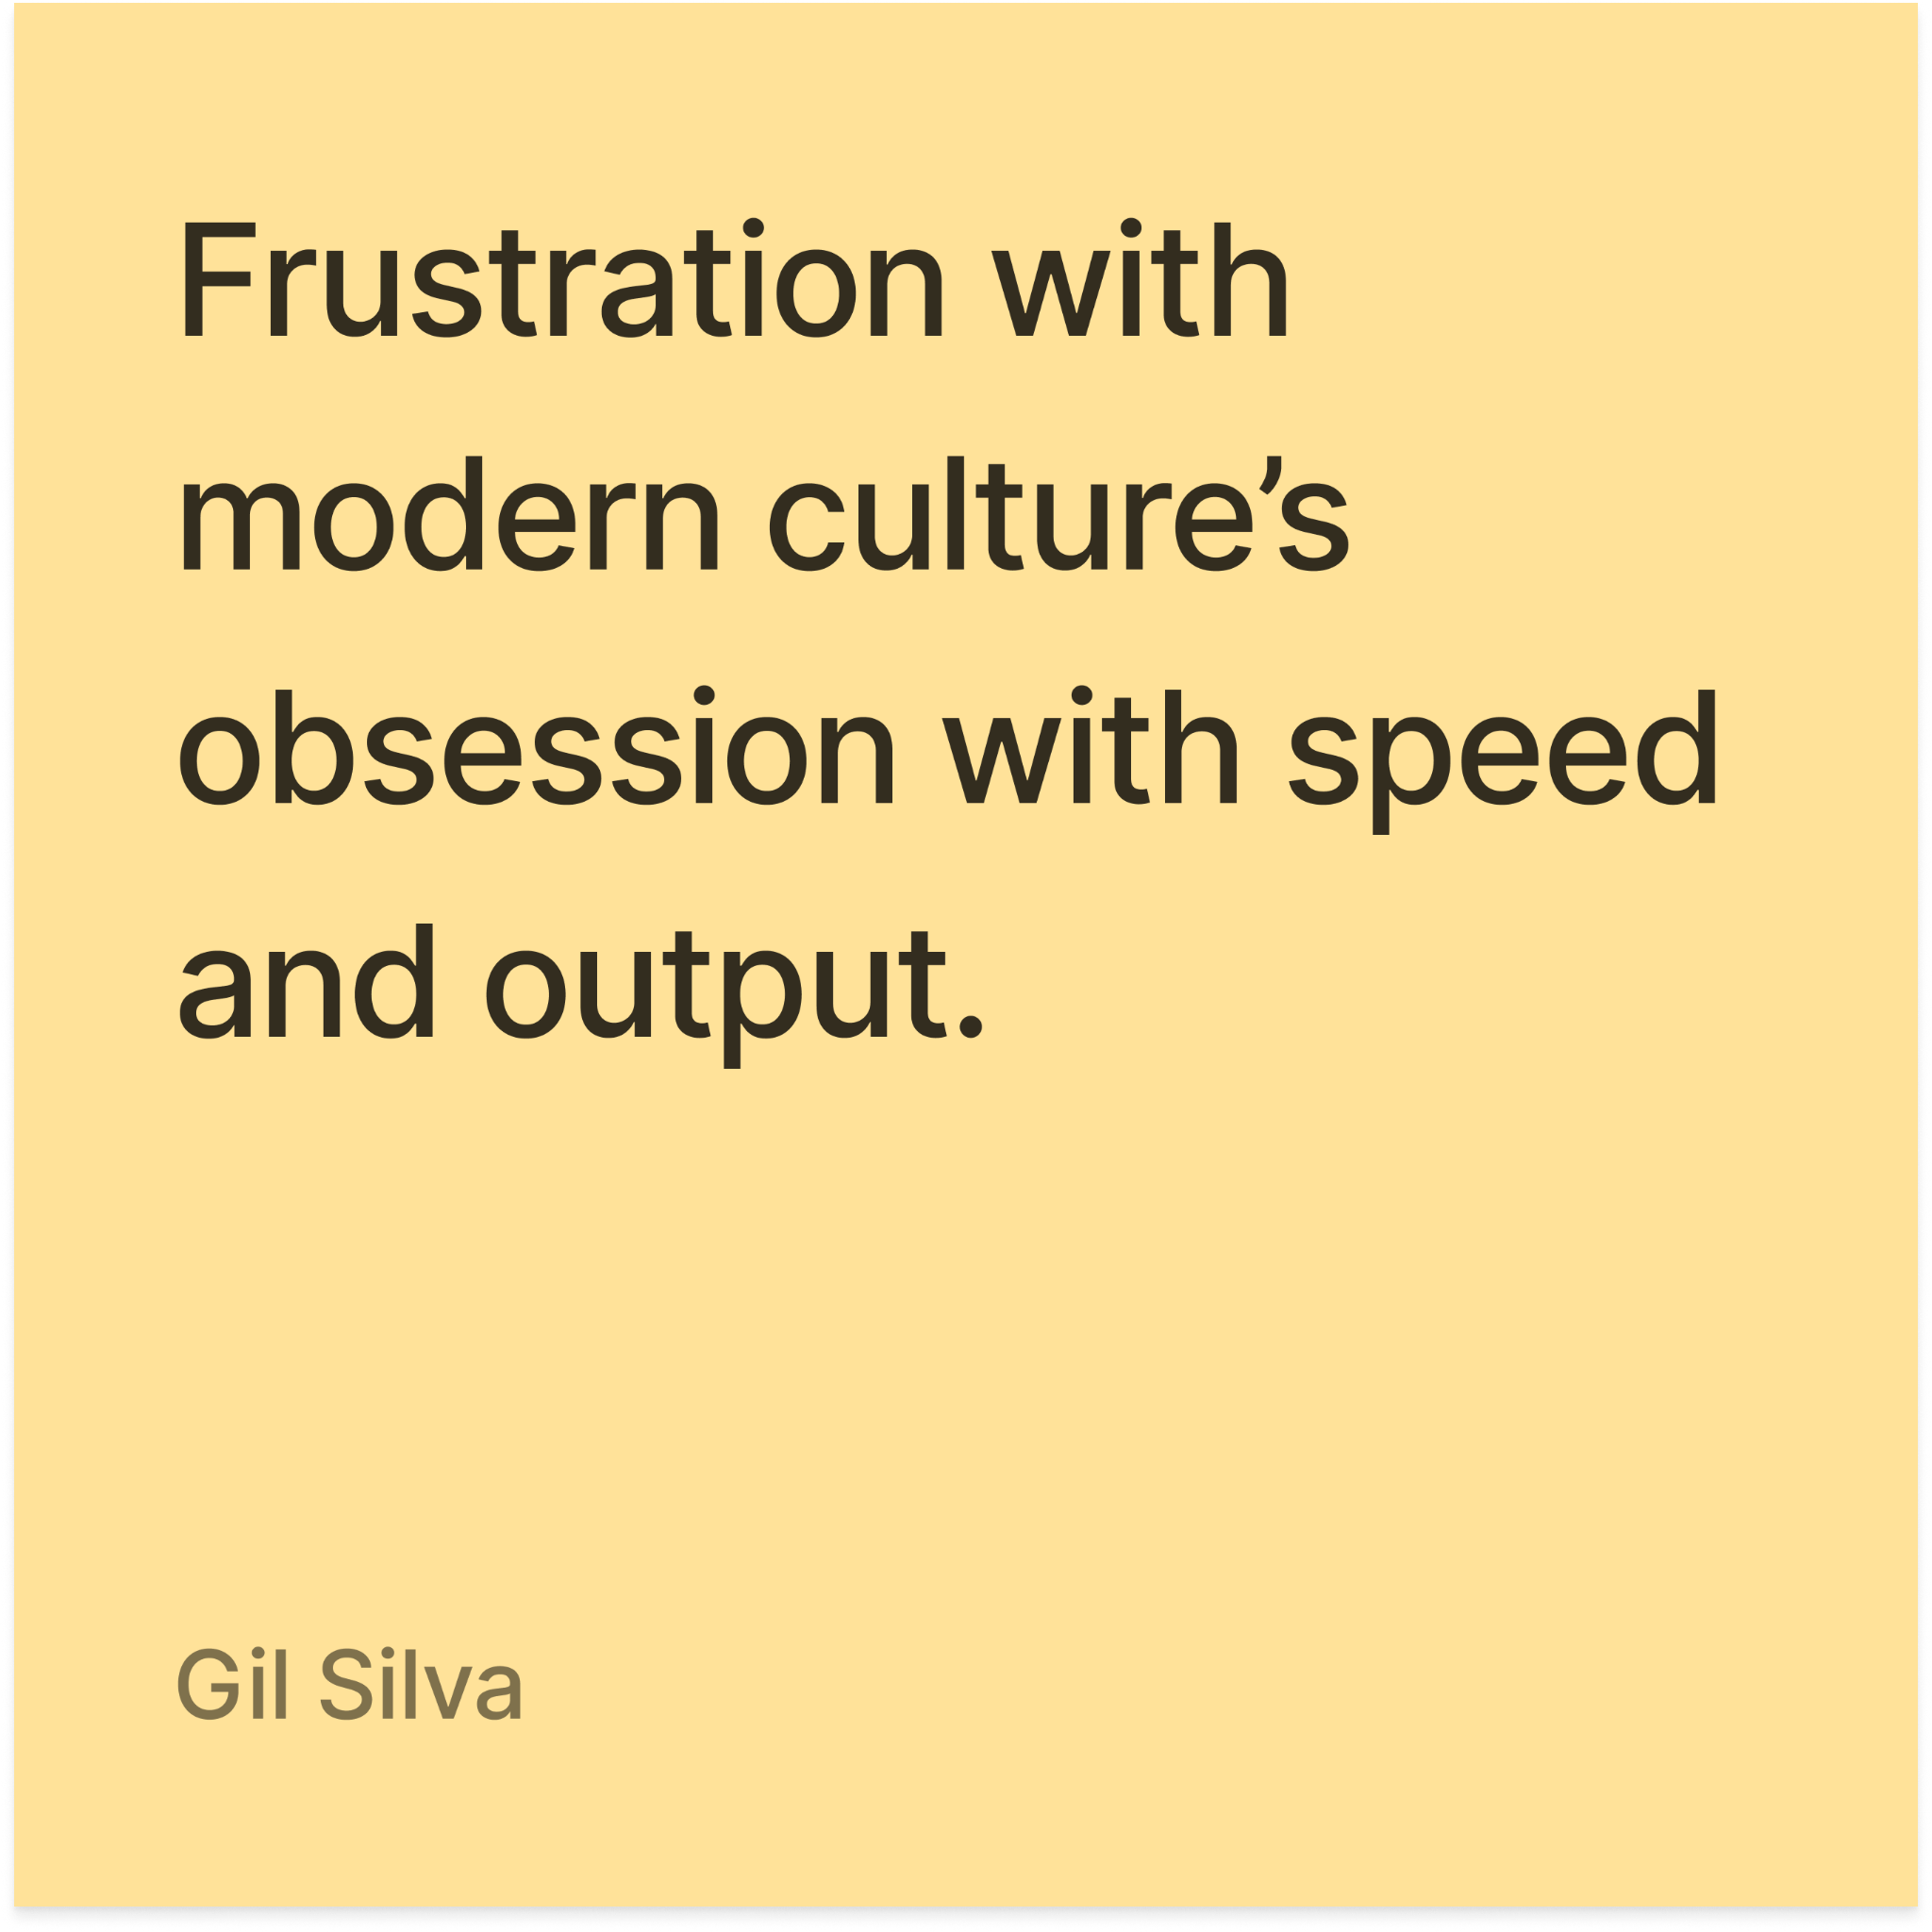 Frustration with
modern culture’s
obsession with speed
and output.
Gil Silva